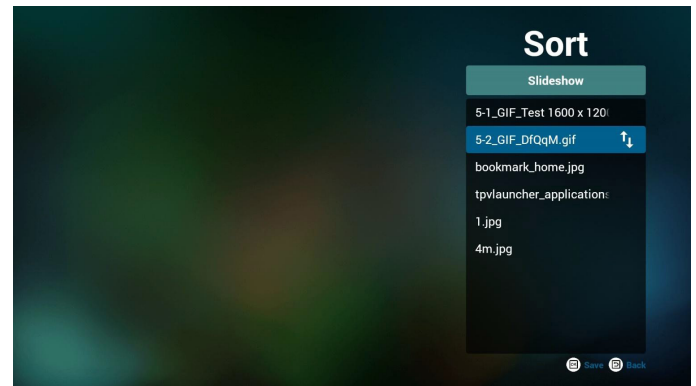 Sort
Slideshow
5-1_GIF_Test 1600 x 120
5-2_GIF_DfQqM.gif
bookmark_home.jpg
tpvlauncher_applications
1.jpg
4m.jpg
Save Back